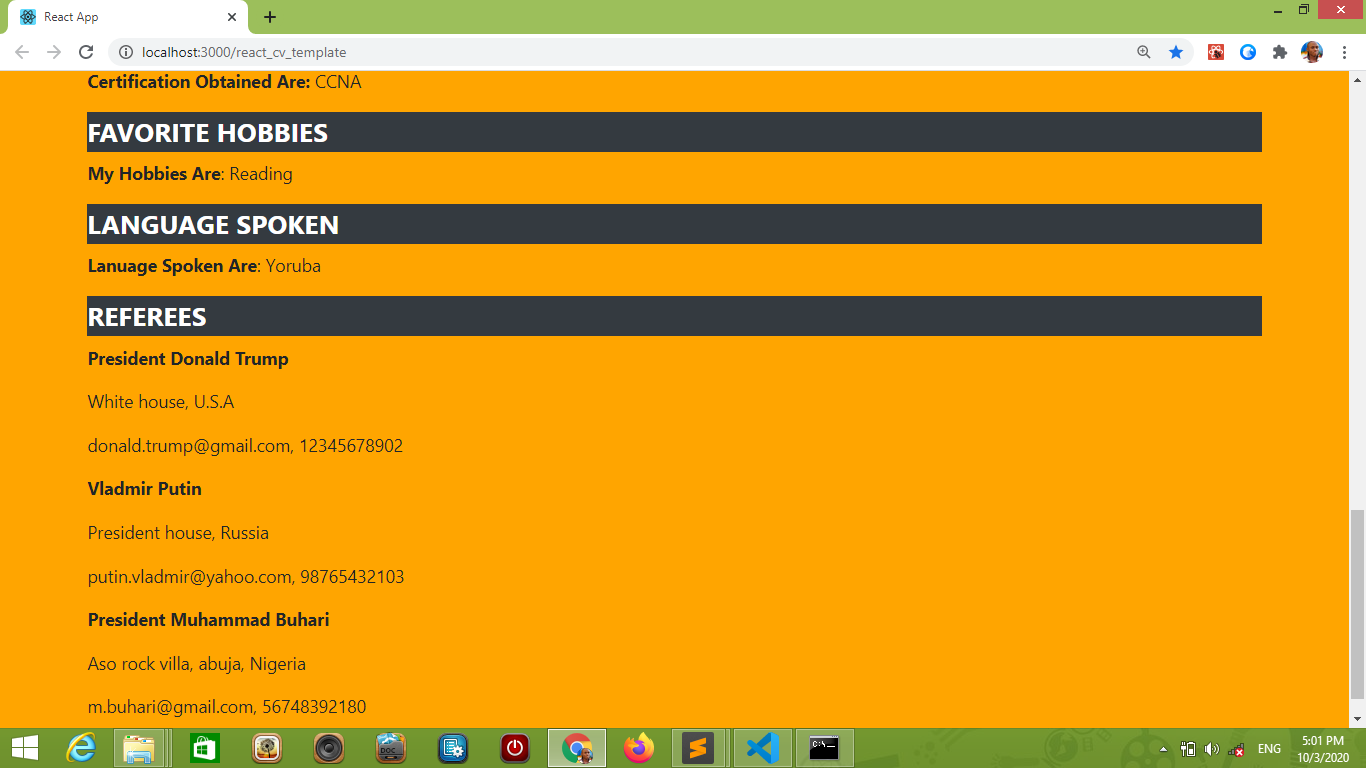 React App
localhost:3000/react_cv_template
Certification Obtained Are: CCNA
FAVORITE HOBBIES
My Hobbies Are: Reading
LANGUAGE SPOKEN
Lanuage Spoken Are: Yoruba
REFEREES
President Donald Trump
White house, U.S.A
donald.trump@gmail.com, 12345678902
Vladmir Putin
President house, Russia
putin.vladmir@yahoo.com, 98765432103
President Muhammad Buhari
Aso rock villa, abuja, Nigeria
m.buhari@gmail.com, 56748392180
DOC
C:\
ENG
5:01 PM
10/3/2020